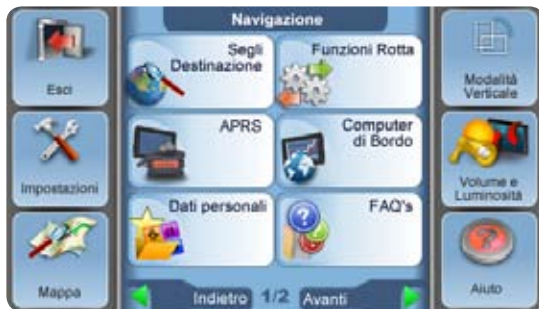 Navigazione
Esci
Impostazioni
Mappa
Segli
Destinazione
Funzioni Rotta
APRS
Computer
di Bordo
Dati personali
FAQ's
Indietro 1/2 Avanti
Modalità
Verticale
Volume e
Luminosità
Aiuto